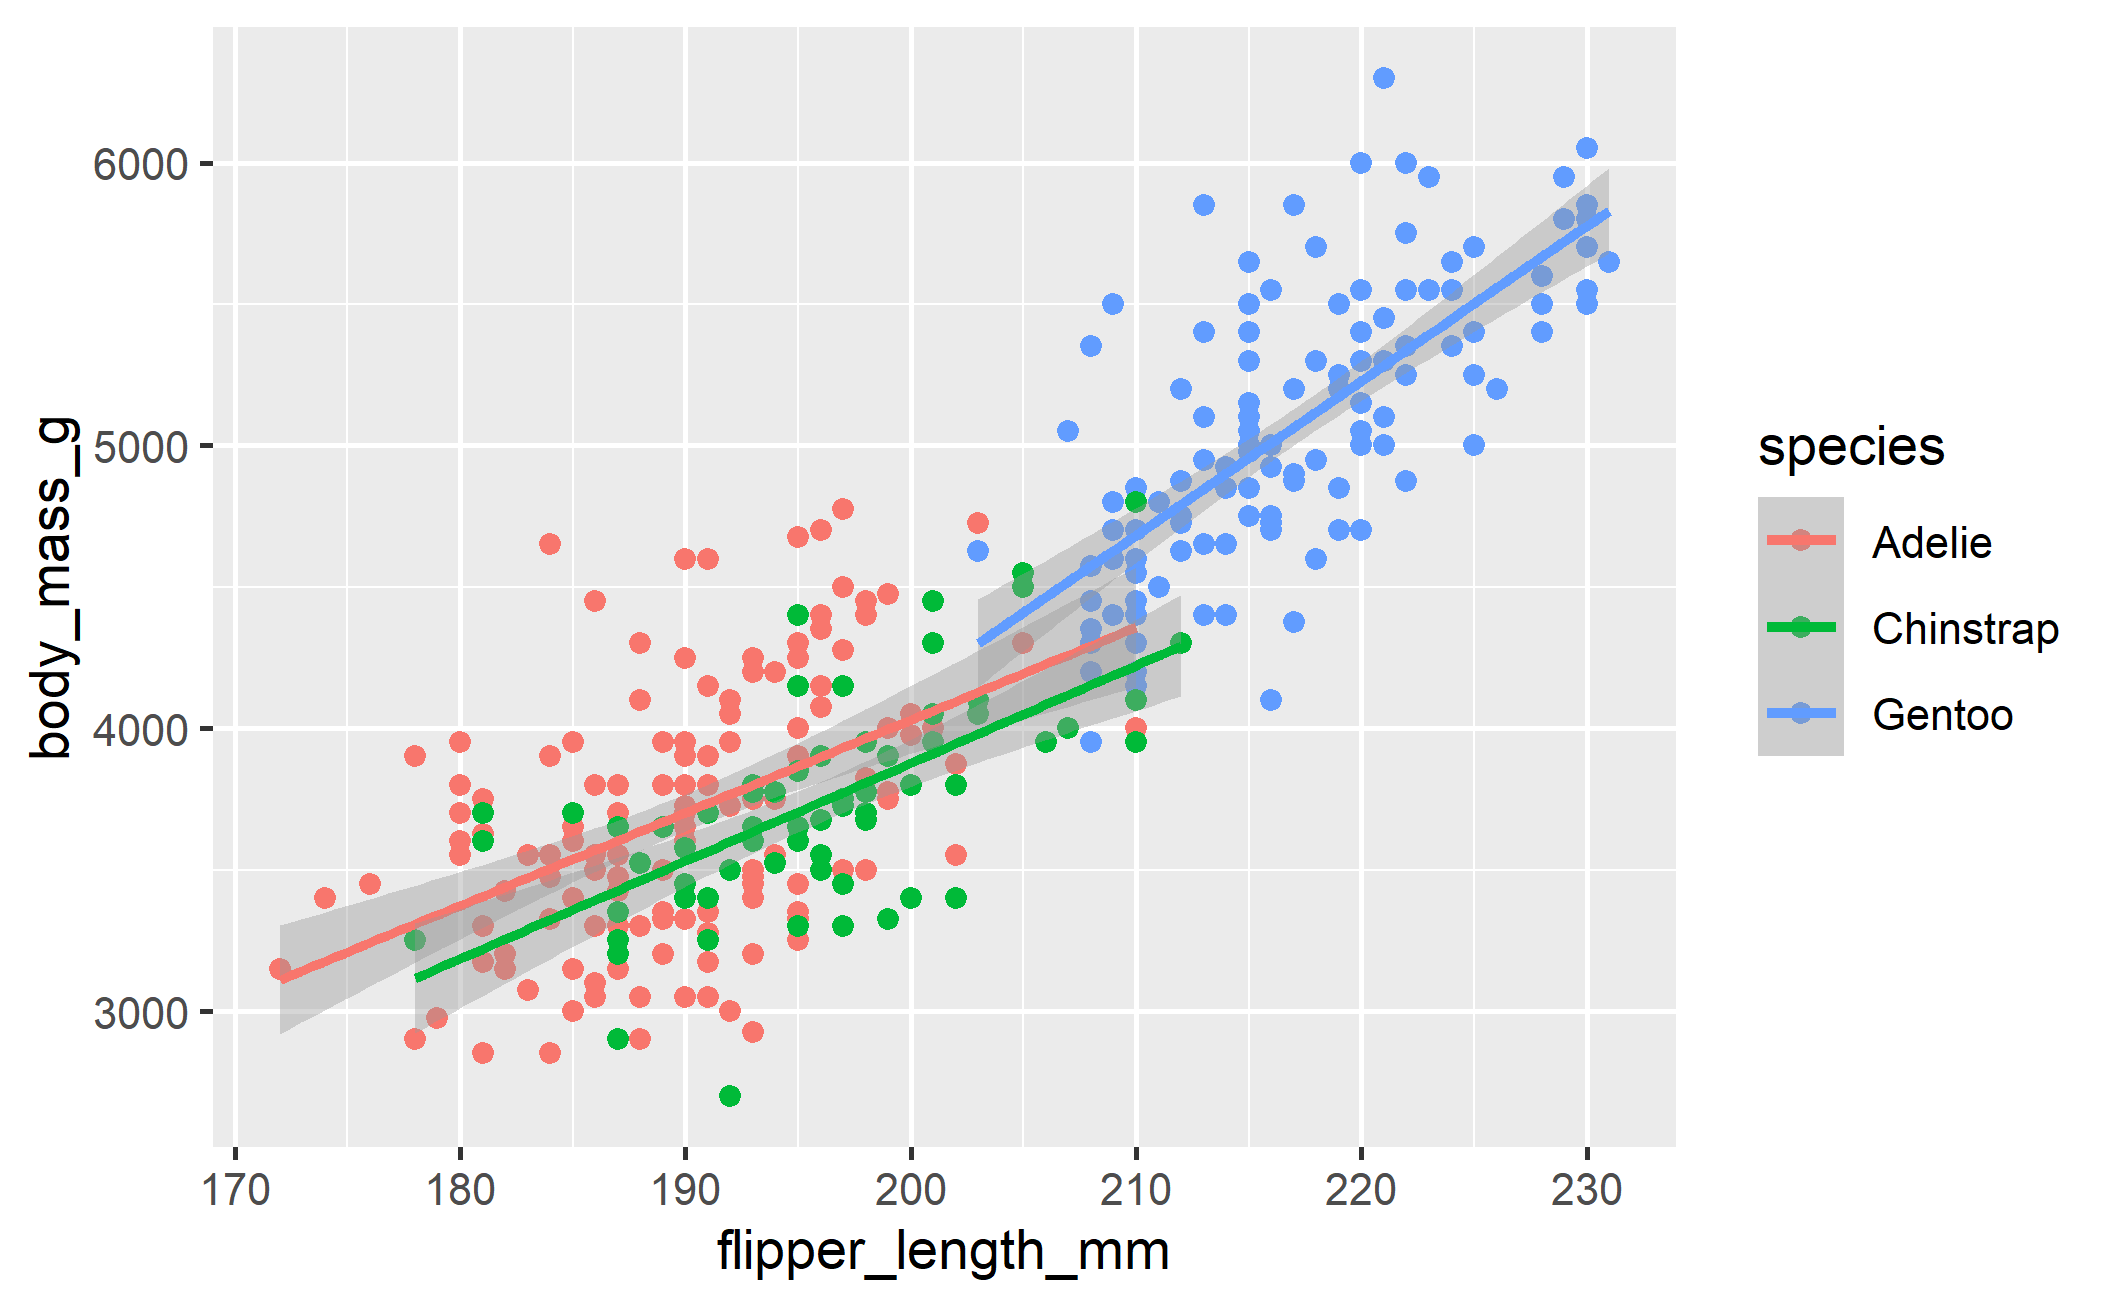 6000
5000
4000
3000
body_mass_g
170 180 190 200 210 220 230
flipper_length_mm
species
Adelie
Chinstrap
Gentoo